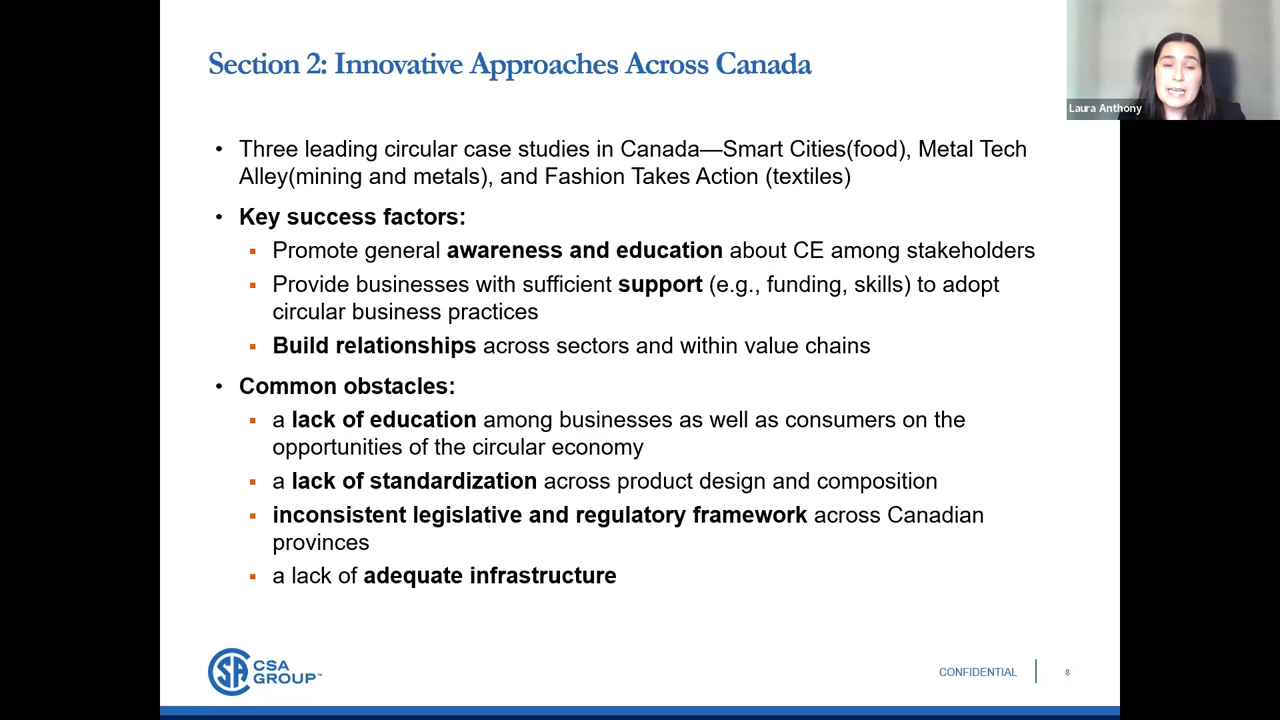 Section 2: Innovative Approaches Across Canada
Laura Anthony
• Three leading circular case studies in Canada—Smart Cities(food), Metal Tech
Alley(mining and metals), and Fashion Takes Action (textiles)
• Key success factors:
▪ Promote general awareness and education about CE among stakeholders
▪ Provide businesses with sufficient support (e.g., funding, skills) to adopt
circular business practices
▪ Build relationships across sectors and within value chains
• Common obstacles:
▪ a lack of education among businesses as well as consumers on the
opportunities of the circular economy
▪ a lack of standardization across product design and composition
▪ inconsistent legislative and regulatory framework across Canadian
provinces
▪ a lack of adequate infrastructure
CSA
GROUP™
CONFIDENTIAL
8